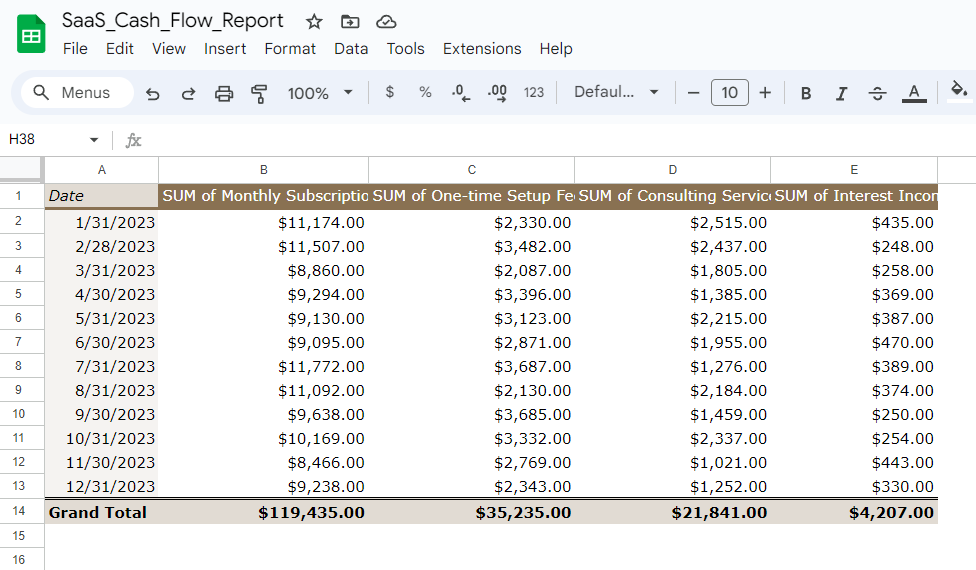 SaaS_Cash_Flow_Report
File Edit View Insert Format Data Tools Extensions Help
Menus 100% $ % .0 .00 123 Defaul... − 10 + B I S A
H38 fx
A B C D E
1 Date SUM of Monthly Subscriptio SUM of One-time Setup Fe SUM of Consulting Servic SUM of Interest Incom
2 1/31/2023 $11,174.00 $2,330.00 $2,515.00 $435.00
3 2/28/2023 $11,507.00 $3,482.00 $2,437.00 $248.00
4 3/31/2023 $8,860.00 $2,087.00 $1,805.00 $258.00
5 4/30/2023 $9,294.00 $3,396.00 $1,385.00 $369.00
6 5/31/2023 $9,130.00 $3,123.00 $2,215.00 $387.00
7 6/30/2023 $9,095.00 $2,871.00 $1,955.00 $470.00
8 7/31/2023 $11,772.00 $3,687.00 $1,276.00 $389.00
9 8/31/2023 $11,092.00 $2,130.00 $2,184.00 $374.00
10 9/30/2023 $9,638.00 $3,685.00 $1,459.00 $250.00
11 10/31/2023 $10,169.00 $3,332.00 $2,337.00 $254.00
12 11/30/2023 $8,466.00 $2,769.00 $1,021.00 $443.00
13 12/31/2023 $9,238.00 $2,343.00 $1,252.00 $330.00
14 Grand Total $119,435.00 $35,235.00 $21,841.00 $4,207.00
15
16